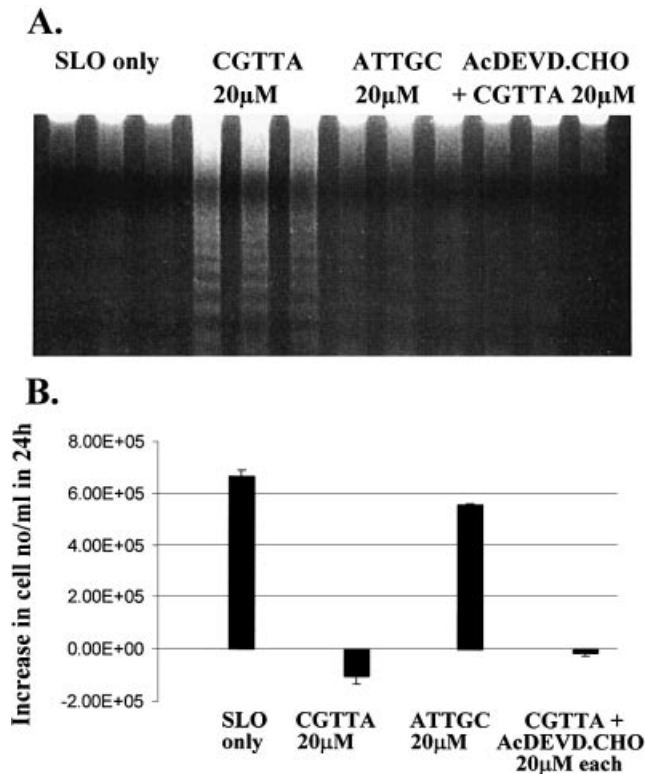 A.
SLO only CGTTA ATTGC AcDEVD.CHO
20µM 20µM + CGTTA 20µM
B.
Increase in cell no/ml in 24h
8.00E+05
6.00E+05
4.00E+05
2.00E+05
0.00E+00
-2.00E+05
SLO CGTTA ATTGC CGTTA +
only 20µM 20µM AcDEVD.CHO
20µM each